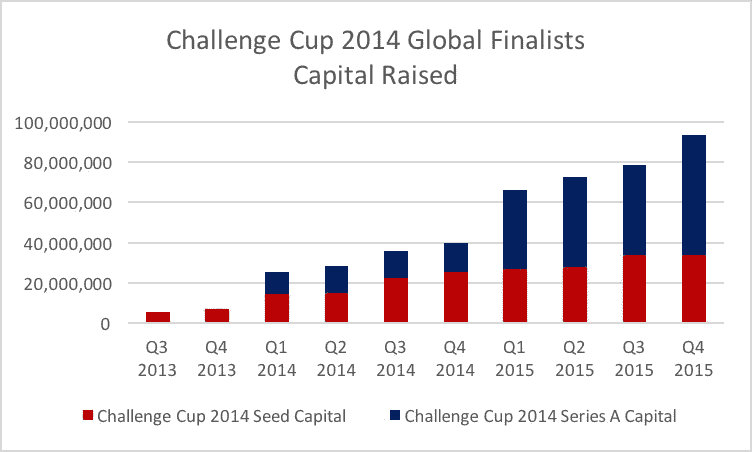 Challenge Cup 2014 Global Finalists
Capital Raised
100,000,000
80,000,000
60,000,000
40,000,000
20,000,000
0
Q3 Q4 Q1 Q2 Q3 Q4 Q1 Q2 Q3 Q4
2013 2013 2014 2014 2014 2014 2015 2015 2015 2015
Challenge Cup 2014 Seed Capital Challenge Cup 2014 Series A Capital